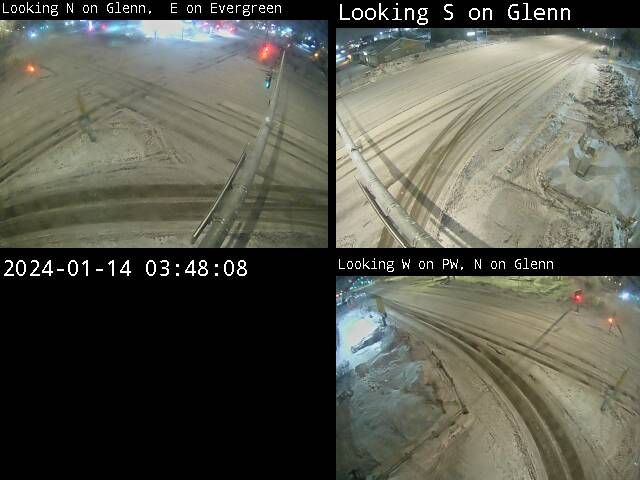 Looking N on Glenn,  E on Evergreen
Looking S on Glenn
2024-01-14 03:48:08
Looking W on PW, N on Glenn